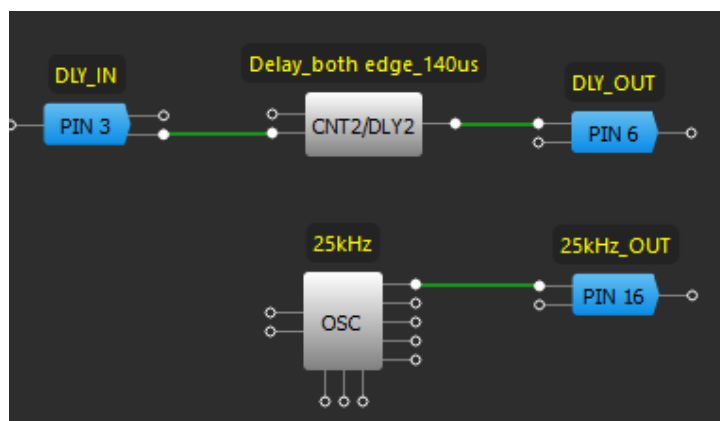 DLY_IN
Delay_both edge_140us
DLY_OUT
PIN 3
CNT2/DLY2
PIN 6
25kHz
25kHz_OUT
OSC
PIN 16